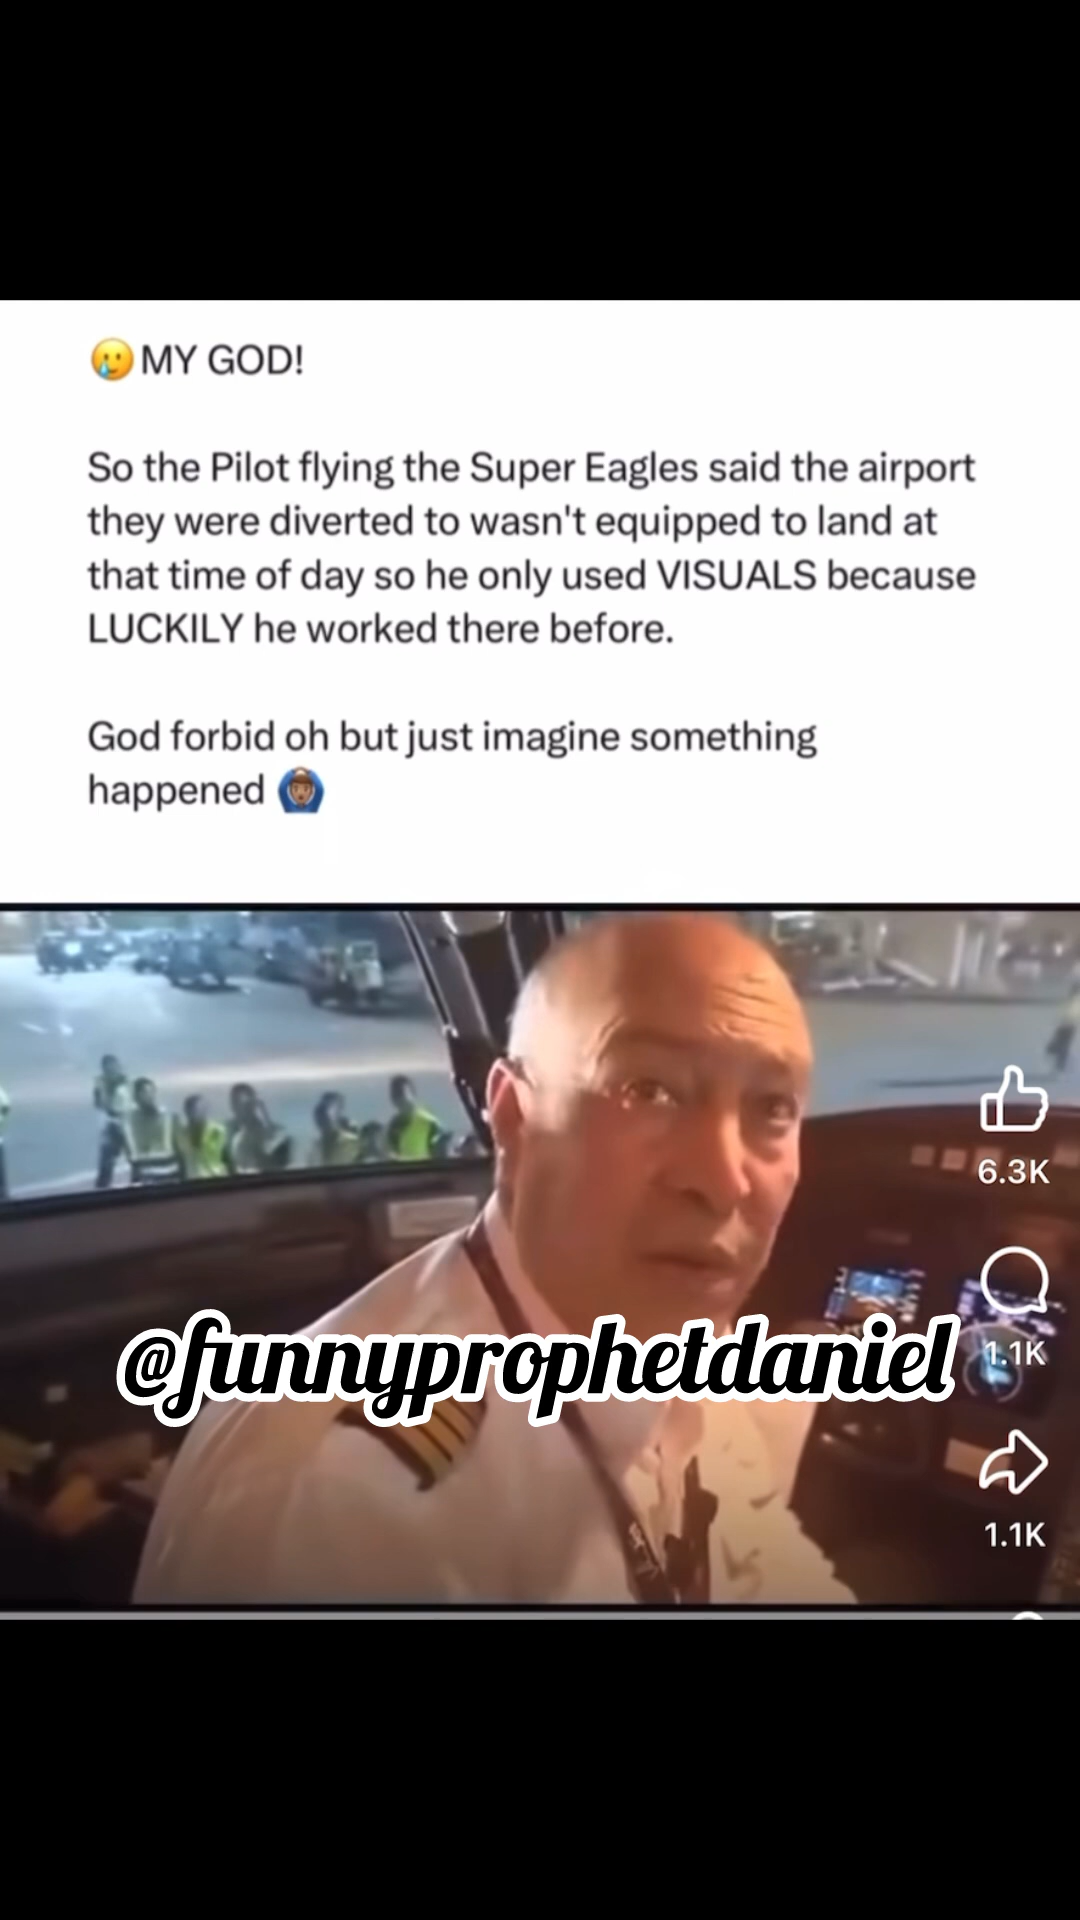 🥲MY GOD!
So the Pilot flying the Super Eagles said the airport
they were diverted to wasn't equipped to land at
that time of day so he only used VISUALS because
LUCKILY he worked there before.
God forbid oh but just imagine something
happened 🙆🏽‍♂️
6.3K
@funnyprophetdaniel
1.1K
1.1K